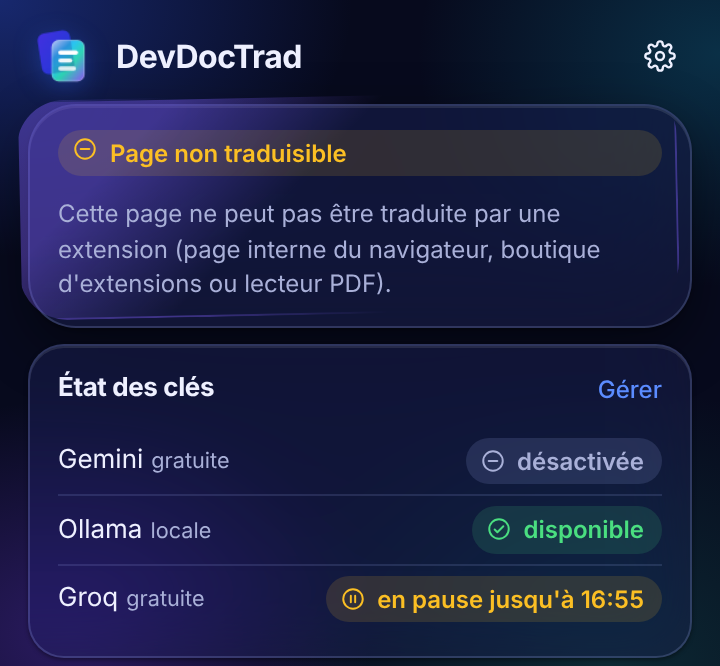 DevDocTrad
Page non traduisible
Cette page ne peut pas être traduite par une
extension (page interne du navigateur, boutique
d'extensions ou lecteur PDF).
État des clés
Gérer
Gemini gratuite
désactivée
Ollama locale
disponible
Groq gratuite
en pause jusqu'à 16:55